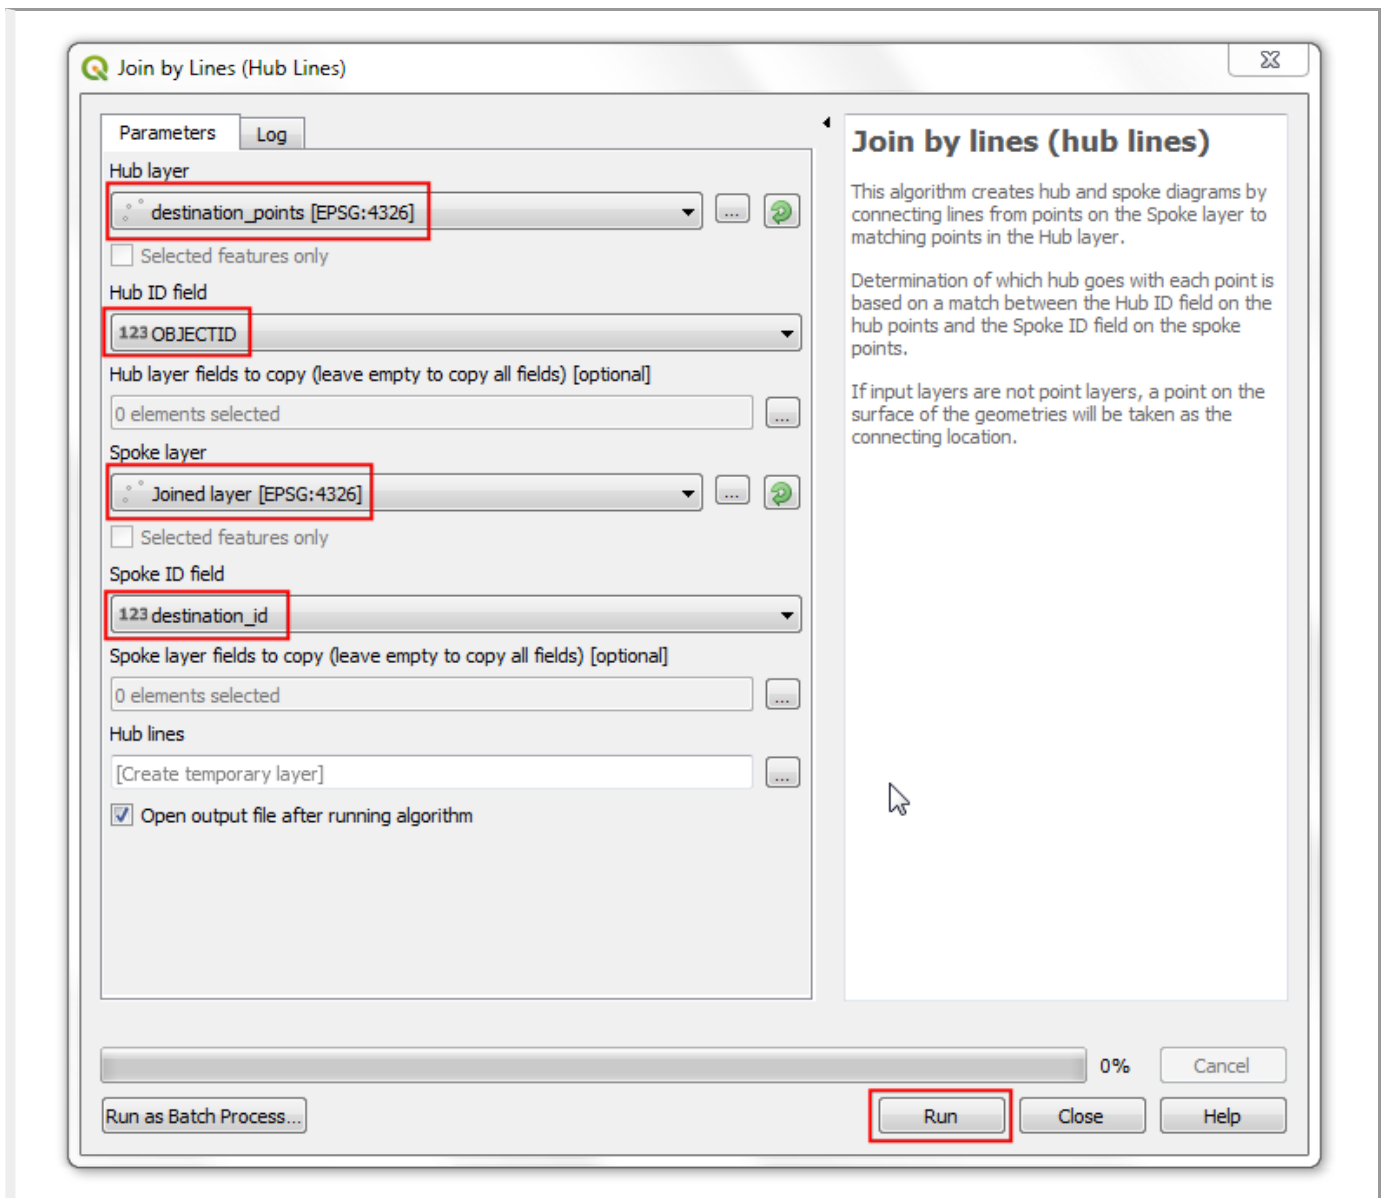 Join by Lines (Hub Lines)
Parameters
Log
Hub layer
destination_points [EPSG:4326]
...
Selected features only
Hub ID field
123 OBJECTID
Hub layer fields to copy (leave empty to copy all fields) [optional]
0 elements selected
...
Spoke layer
Joined layer [EPSG:4326]
...
Selected features only
Spoke ID field
123 destination_id
Spoke layer fields to copy (leave empty to copy all fields) [optional]
0 elements selected
...
Hub lines
[Create temporary layer]
...
Open output file after running algorithm
Join by lines (hub lines)
This algorithm creates hub and spoke diagrams by
connecting lines from points on the Spoke layer to
matching points in the Hub layer.
Determination of which hub goes with each point is
based on a match between the Hub ID field on the
hub points and the Spoke ID field on the spoke
points.
If input layers are not point layers, a point on the
surface of the geometries will be taken as the
connecting location.
0%
Cancel
Run as Batch Process...
Run
Close
Help